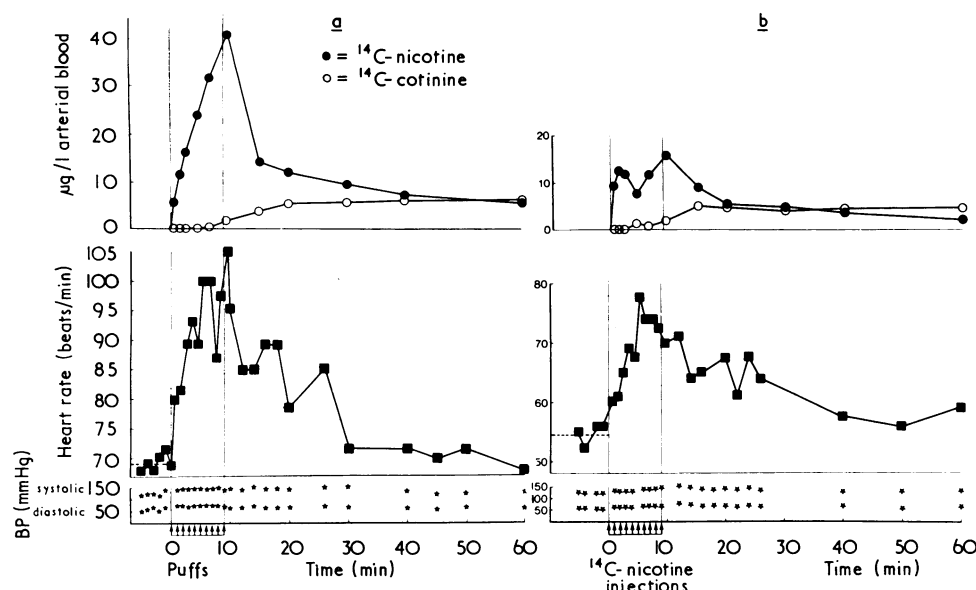 a
b
● = ¹⁴C-nicotine
○ = ¹⁴C-cotinine
µg/l arterial blood
40
30
20
10
0
20
10
0
Heart rate (beats/min)
105
100
95
90
85
80
75
70
80
70
60
50
BP (mmHg)
systolic 150
diastolic 50
150
100
50
0 10 20 30 40 50 60
Puffs Time (min)
0 10 20 30 40 50 60
¹⁴C-nicotine injections Time (min)